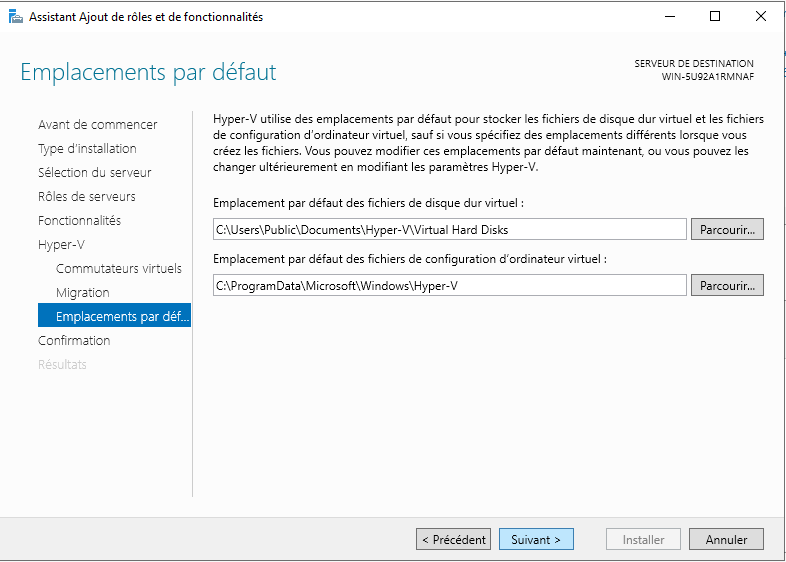 Assistant Ajout de rôles et de fonctionnalités
Emplacements par défaut
SERVEUR DE DESTINATION
WIN-5U92A1RMNAF
Avant de commencer
Type d'installation
Sélection du serveur
Rôles de serveurs
Fonctionnalités
Hyper-V
Commutateurs virtuels
Migration
Emplacements par déf...
Confirmation
Résultats
Hyper-V utilise des emplacements par défaut pour stocker les fichiers de disque dur virtuel et les fichiers
de configuration d'ordinateur virtuel, sauf si vous spécifiez des emplacements différents lorsque vous
créez les fichiers. Vous pouvez modifier ces emplacements par défaut maintenant, ou vous pouvez les
changer ultérieurement en modifiant les paramètres Hyper-V.
Emplacement par défaut des fichiers de disque dur virtuel :
C:\Users\Public\Documents\Hyper-V\Virtual Hard Disks
Parcourir...
Emplacement par défaut des fichiers de configuration d'ordinateur virtuel :
C:\ProgramData\Microsoft\Windows\Hyper-V
Parcourir...
< Précédent
Suivant >
Installer
Annuler